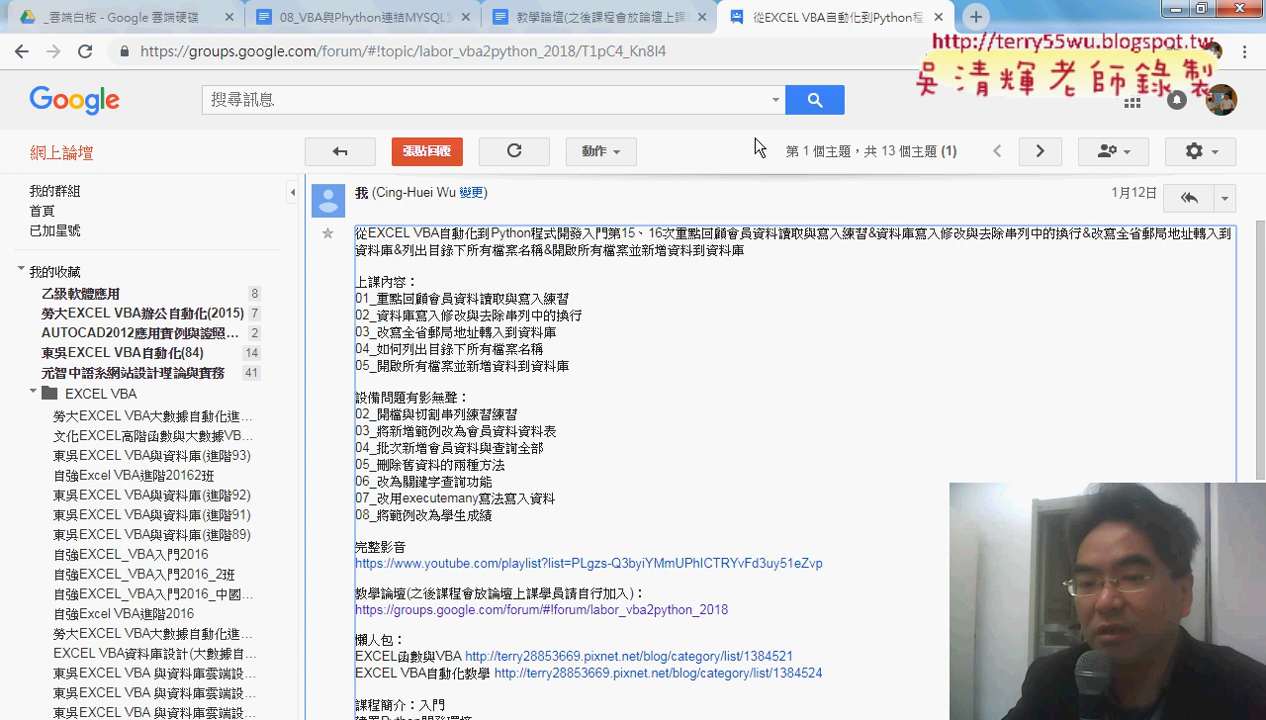 _雲端白板 - Google 雲端硬碟
08_VBA與Phython連結MYSQL
教學論壇(之後課程會放論壇上課
從EXCEL VBA自動化到Python程
https://groups.google.com/forum/#!topic/labor_vba2python_2018/T1pC4_Kn8I4
http://terry55wu.blogspot.tw
吳清輝老師錄製
Google
搜尋訊息
網上論壇
張貼回覆
動作
第 1 個主題，共 13 個主題 (1)
我的群組
首頁
已加星號
我的收藏
乙級軟體應用 8
勞大EXCEL VBA辦公自動化(2015) 7
AUTOCAD2012應用實例與證照... 2
東吳EXCEL VBA自動化(84) 14
元智中語系網站設計理論與實務 41
EXCEL VBA
勞大EXCEL VBA大數據自動化進...
文化EXCEL高階函數與大數據VB...
東吳EXCEL VBA與資料庫(進階93)
自強Excel VBA進階20162班
東吳EXCEL VBA與資料庫(進階92)
東吳EXCEL VBA與資料庫(進階91)
東吳EXCEL VBA與資料庫(進階89)
自強EXCEL_VBA入門2016
自強EXCEL_VBA入門2016_2班
自強EXCEL_VBA入門2016_中國...
自強Excel VBA進階2016
勞大EXCEL VBA大數據自動化進...
EXCEL VBA資料庫設計(大數據自...
東吳EXCEL VBA 與資料庫雲端設...
東吳EXCEL VBA 與資料庫雲端設...
東吳EXCEL VBA 與資料庫雲端設...
我 (Cing-Huei Wu 變更)
1月12日
從EXCEL VBA自動化到Python程式開發入門第15、16次重點回顧會員資料讀取與寫入練習&資料庫寫入修改與去除串列中的換行&改寫全省郵局地址轉入到
資料庫&列出目錄下所有檔案名稱&開啟所有檔案並新增資料到資料庫
上課內容：
01_重點回顧會員資料讀取與寫入練習
02_資料庫寫入修改與去除串列中的換行
03_改寫全省郵局地址轉入到資料庫
04_如何列出目錄下所有檔案名稱
05_開啟所有檔案並新增資料到資料庫
設備問題有影無聲：
02_開檔與切割串列練習練習
03_將新增範例改為會員資料資料表
04_批次新增會員資料與查詢全部
05_刪除舊資料的兩種方法
06_改為關鍵字查詢功能
07_改用executemany寫法寫入資料
08_將範例改為學生成績
完整影音
https://www.youtube.com/playlist?list=PLgzs-Q3byiYMmUPhICTRYvFd3uy51eZvp
教學論壇(之後課程會放論壇上課學員請自行加入)：
https://groups.google.com/forum/#!forum/labor_vba2python_2018
懶人包：
EXCEL函數與VBA http://terry28853669.pixnet.net/blog/category/list/1384521
EXCEL VBA自動化教學 http://terry28853669.pixnet.net/blog/category/list/1384524
課程簡介：入門
建置Python開發環境